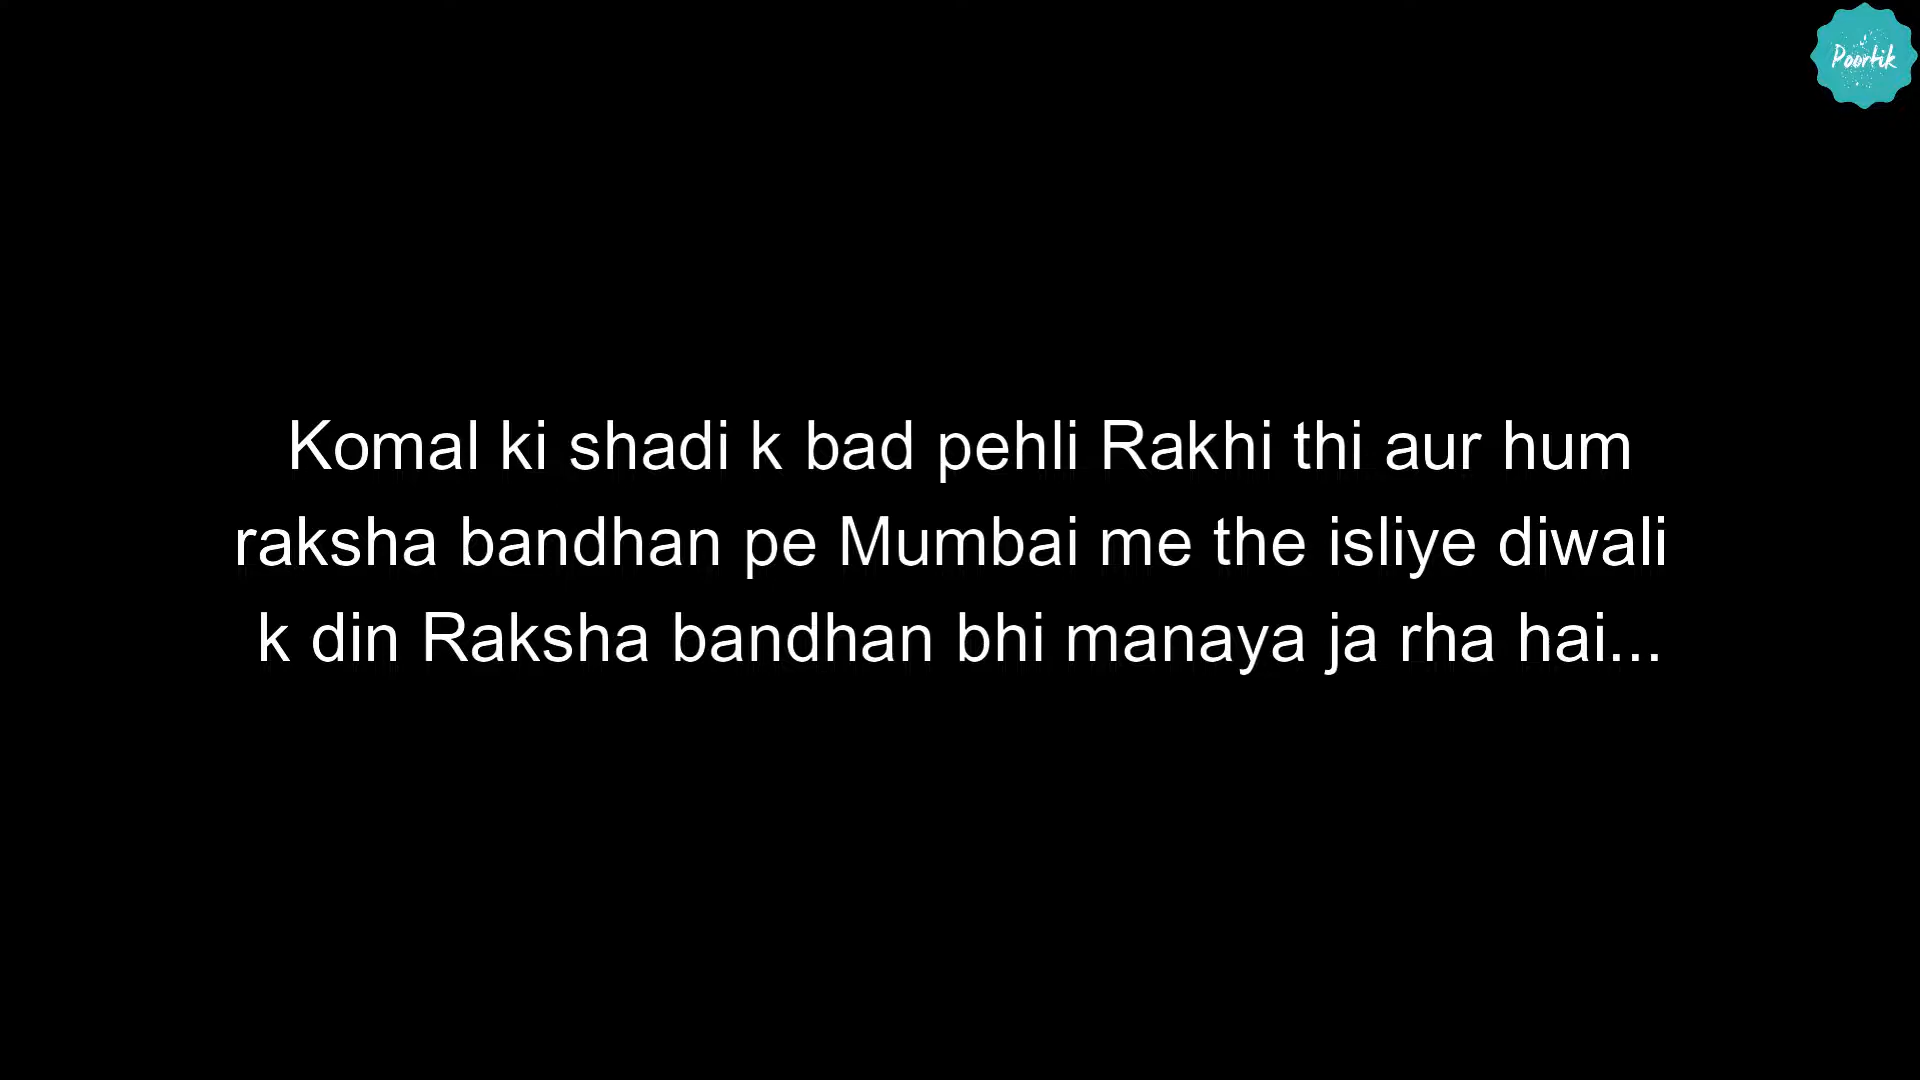 Poortik
Komal ki shadi k bad pehli Rakhi thi aur hum
raksha bandhan pe Mumbai me the isliye diwali
k din Raksha bandhan bhi manaya ja rha hai...